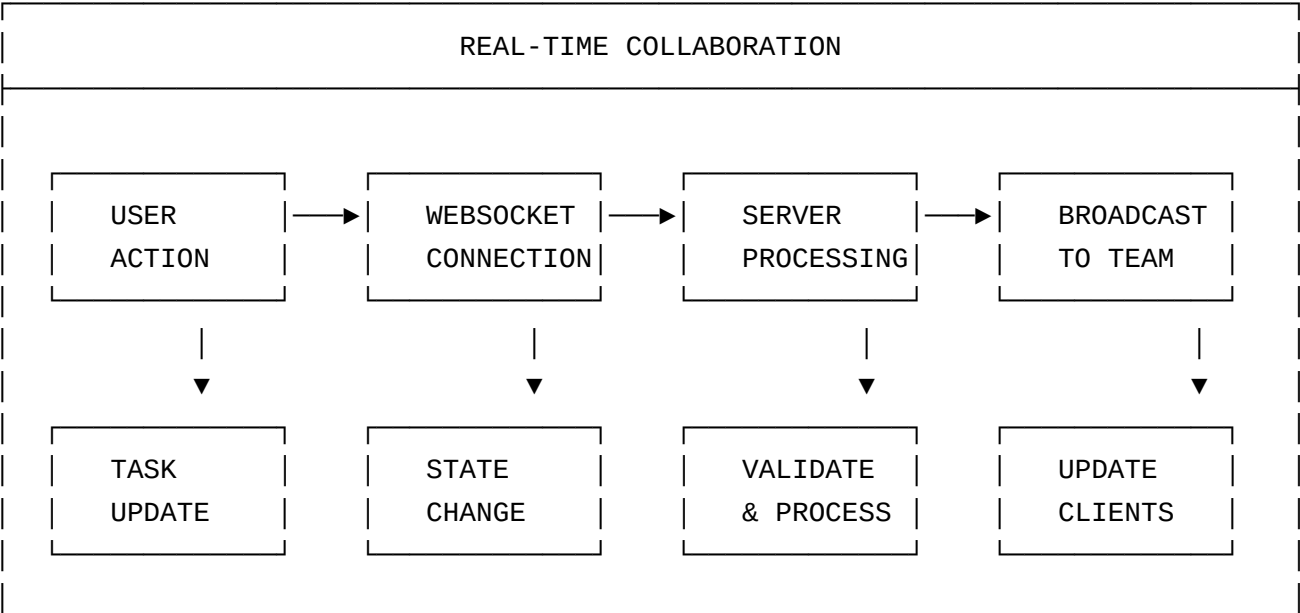 REAL-TIME COLLABORATION
USER
ACTION
WEBSOCKET
CONNECTION
SERVER
PROCESSING
BROADCAST
TO TEAM
TASK
UPDATE
STATE
CHANGE
VALIDATE
& PROCESS
UPDATE
CLIENTS